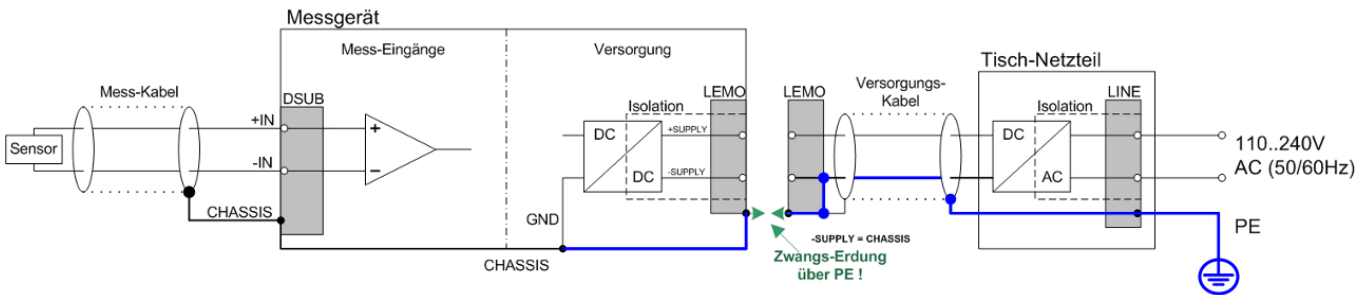 Messgerät
Mess-Eingänge
Versorgung
Tisch-Netzteil
Mess-Kabel
DSUB
Isolation
LEMO
LEMO
Versorgungs-
Kabel
Isolation
LINE
+IN
+
DC
+SUPPLY
DC
Sensor
110..240V
AC (50/60Hz)
-IN
−
DC
-SUPPLY
AC
CHASSIS
GND
PE
-SUPPLY = CHASSIS
Zwangs-Erdung
über PE !
CHASSIS